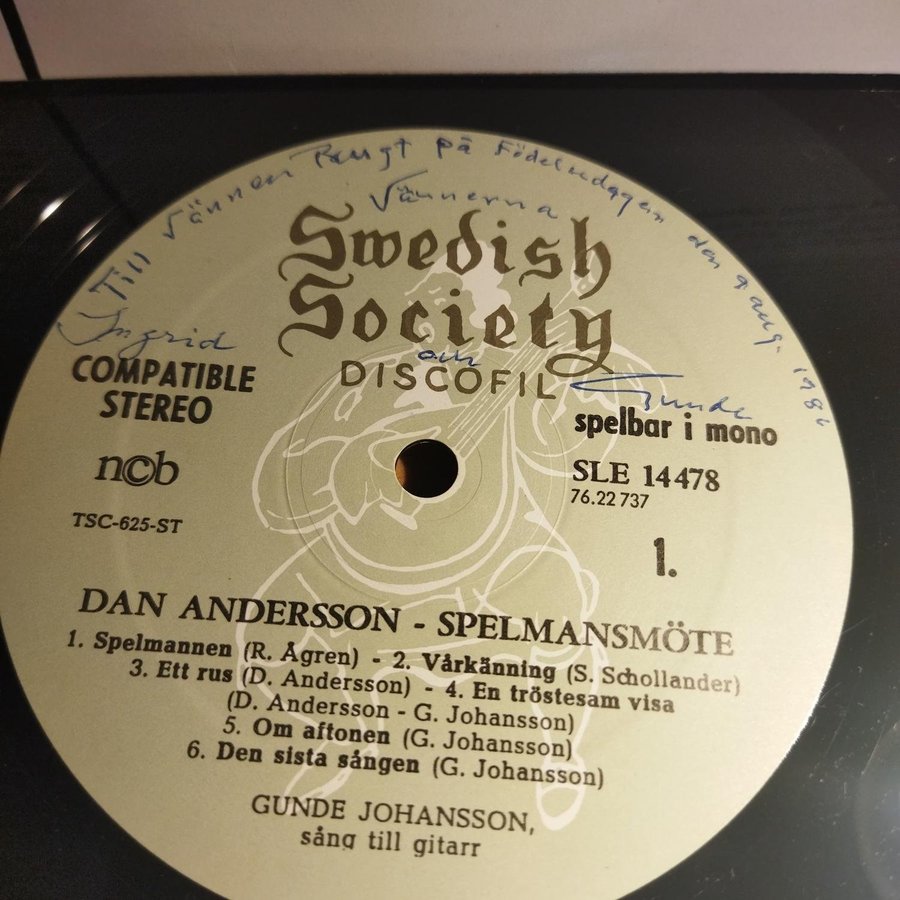 Till Vännen Bengt på Födelsedagen den 9 aug. 1982
Vännerna
Ingrid
och
Gunde
Swedish
Society
DISCOFIL
COMPATIBLE
STEREO
spelbar i mono
n©b
SLE 14 478
76.22 737
TSC-625-ST
1.
DAN ANDERSSON - SPELMANSMÖTE
1. Spelmannen (R. Ågren) - 2. Vårkänning (S. Schollander)
3. Ett rus (D. Andersson) - 4. En tröstesam visa
(D. Andersson - G. Johansson)
5. Om aftonen (G. Johansson)
6. Den sista sången (G. Johansson)
GUNDE JOHANSSON,
sång till gitarr